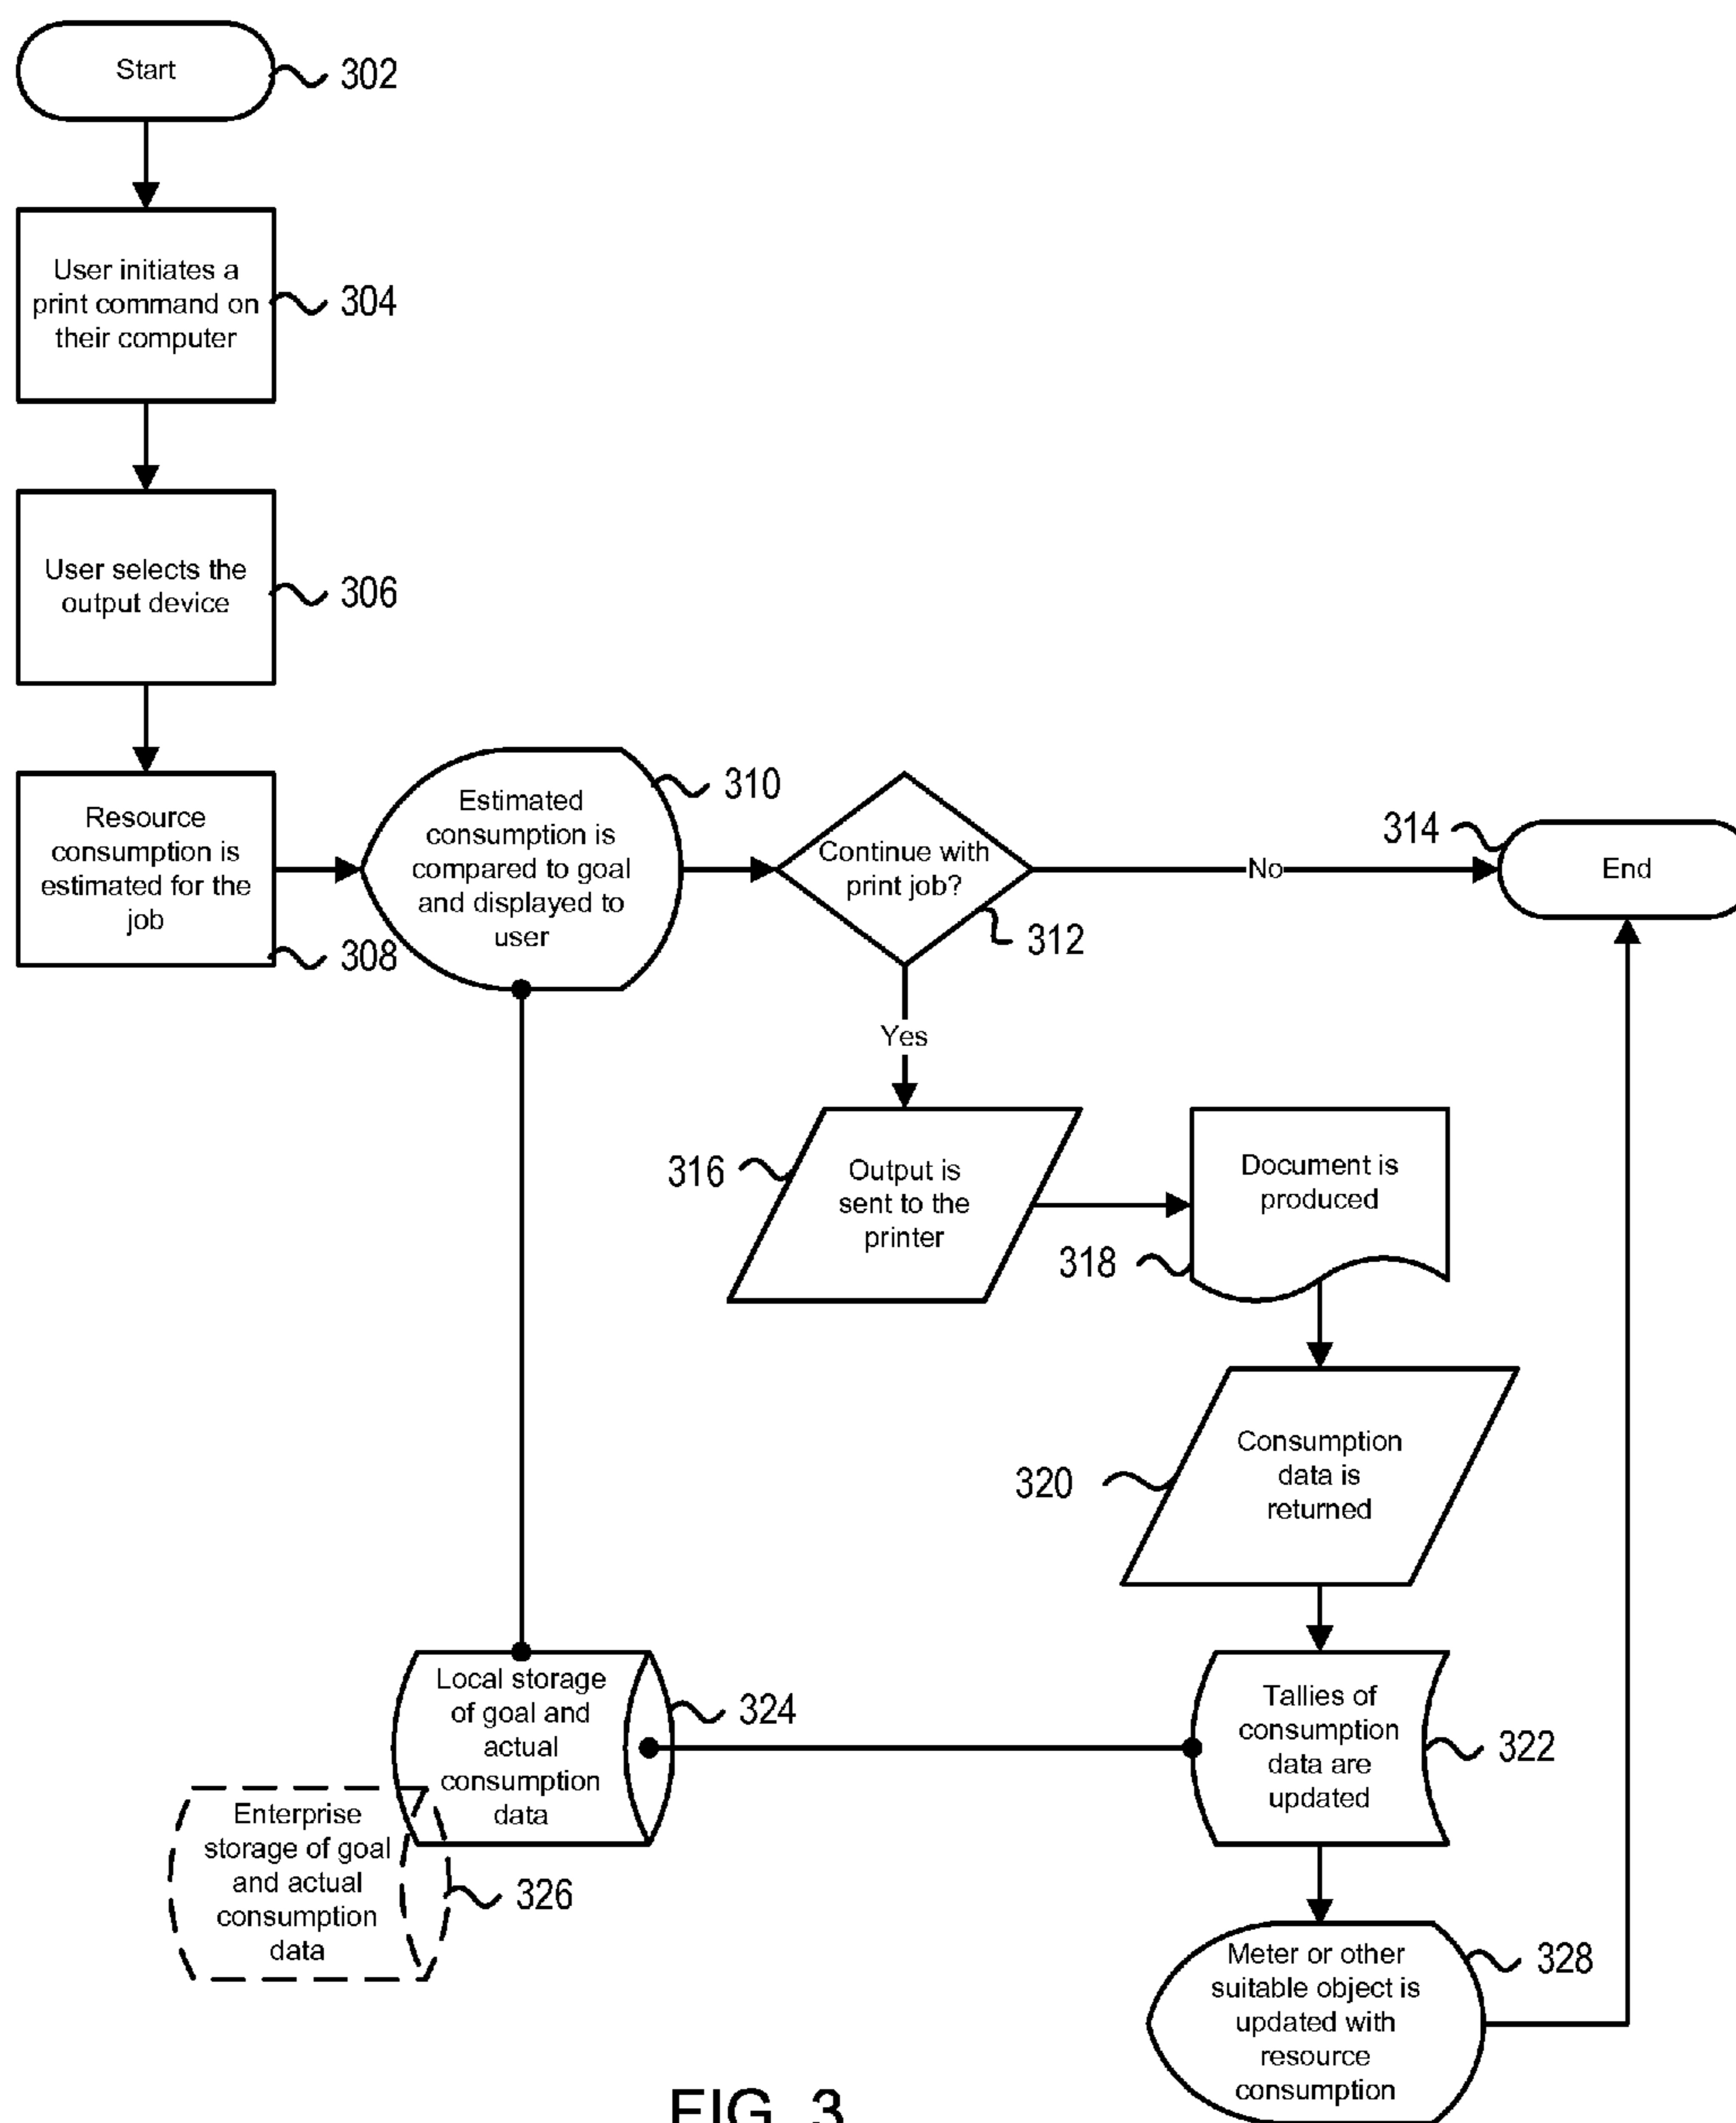 Start
302
User initiates a
print command on
their computer
304
User selects the
output device
306
Resource
consumption is
estimated for the
job
308
Estimated
consumption is
compared to goal
and displayed to
user
310
Continue with
print job?
312
No
314
End
Yes
316
Output is
sent to the
printer
Document is
produced
318
Consumption
data is
returned
320
Tallies of
consumption
data are
updated
322
Local storage
of goal and
actual
consumption
data
324
Enterprise
storage of goal
and actual
consumption
data
326
Meter or other
suitable object is
updated with
resource
consumption
328
FIG. 3